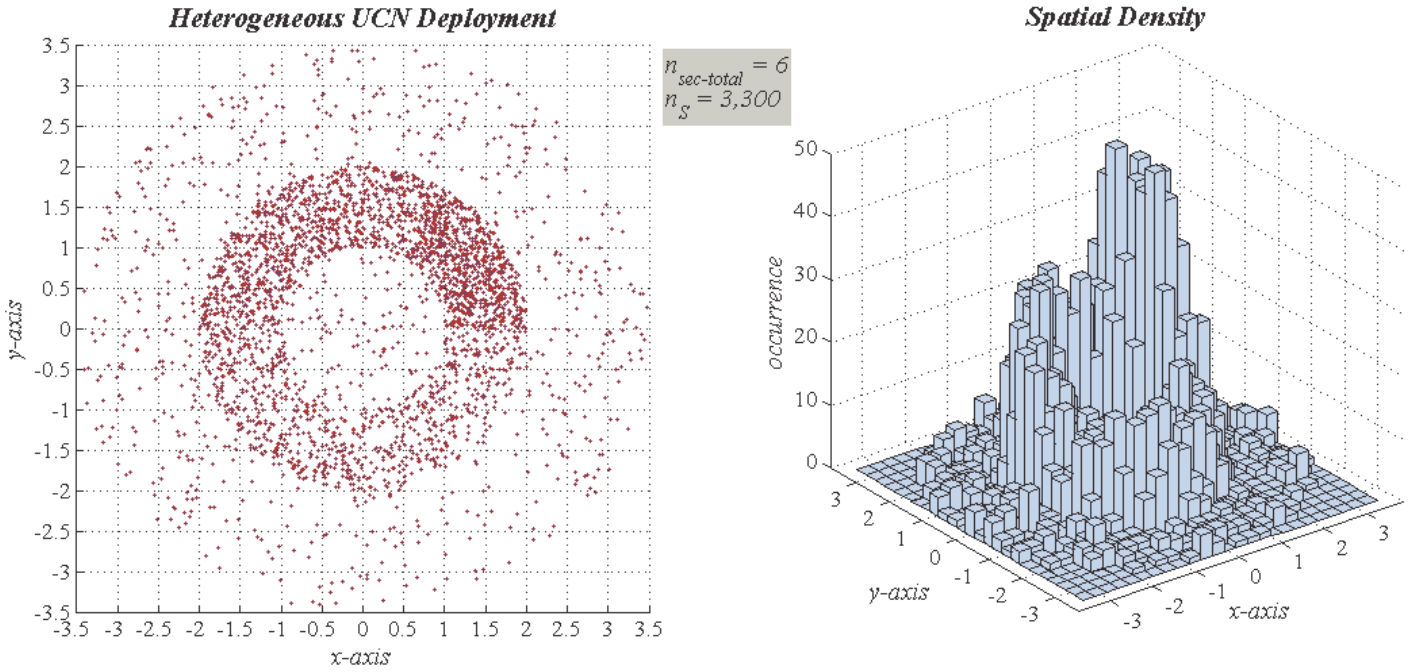 Heterogeneous UCN Deployment
3.5
3
2.5
2
1.5
1
0.5
0
-0.5
-1
-1.5
-2
-2.5
-3
-3.5
y-axis
-3.5 -3 -2.5 -2 -1.5 -1 -0.5 0 0.5 1 1.5 2 2.5 3 3.5
x-axis
n sec-total = 6
n S = 3,300
Spatial Density
50
40
30
20
10
0
occurrence
3 2 1 0 -1 -2 -3
y-axis
-3 -2 -1 0 1 2 3
x-axis